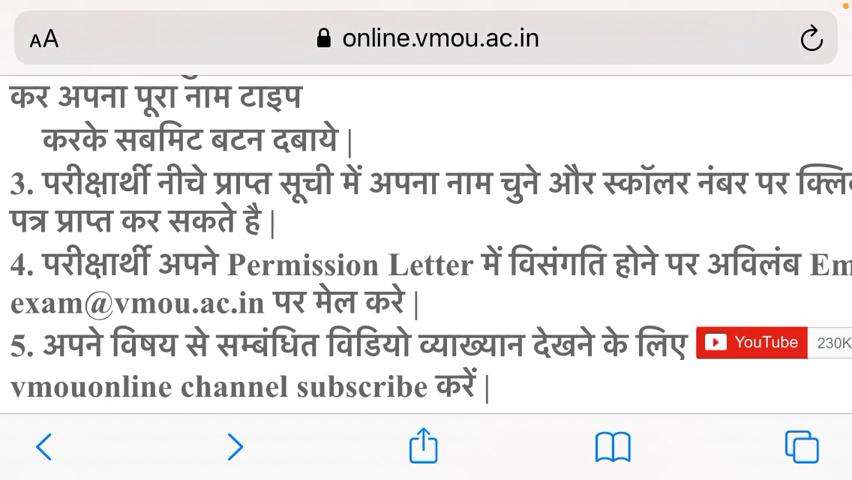 AA online.vmou.ac.in
कर अपना पूरा नाम टाइप
करके सबमिट बटन दबाये |
3. परीक्षार्थी नीचे प्राप्त सूची में अपना नाम चुने और स्कॉलर नंबर पर
पत्र प्राप्त कर सकते है |
4. परीक्षार्थी अपने Permission Letter में विसंगति होने पर अविलंब
exam@vmou.ac.in पर मेल करे |
5. अपने विषय से सम्बंधित विडियो व्याख्यान देखने के लिए YouTube 230K
vmouonline channel subscribe करें |